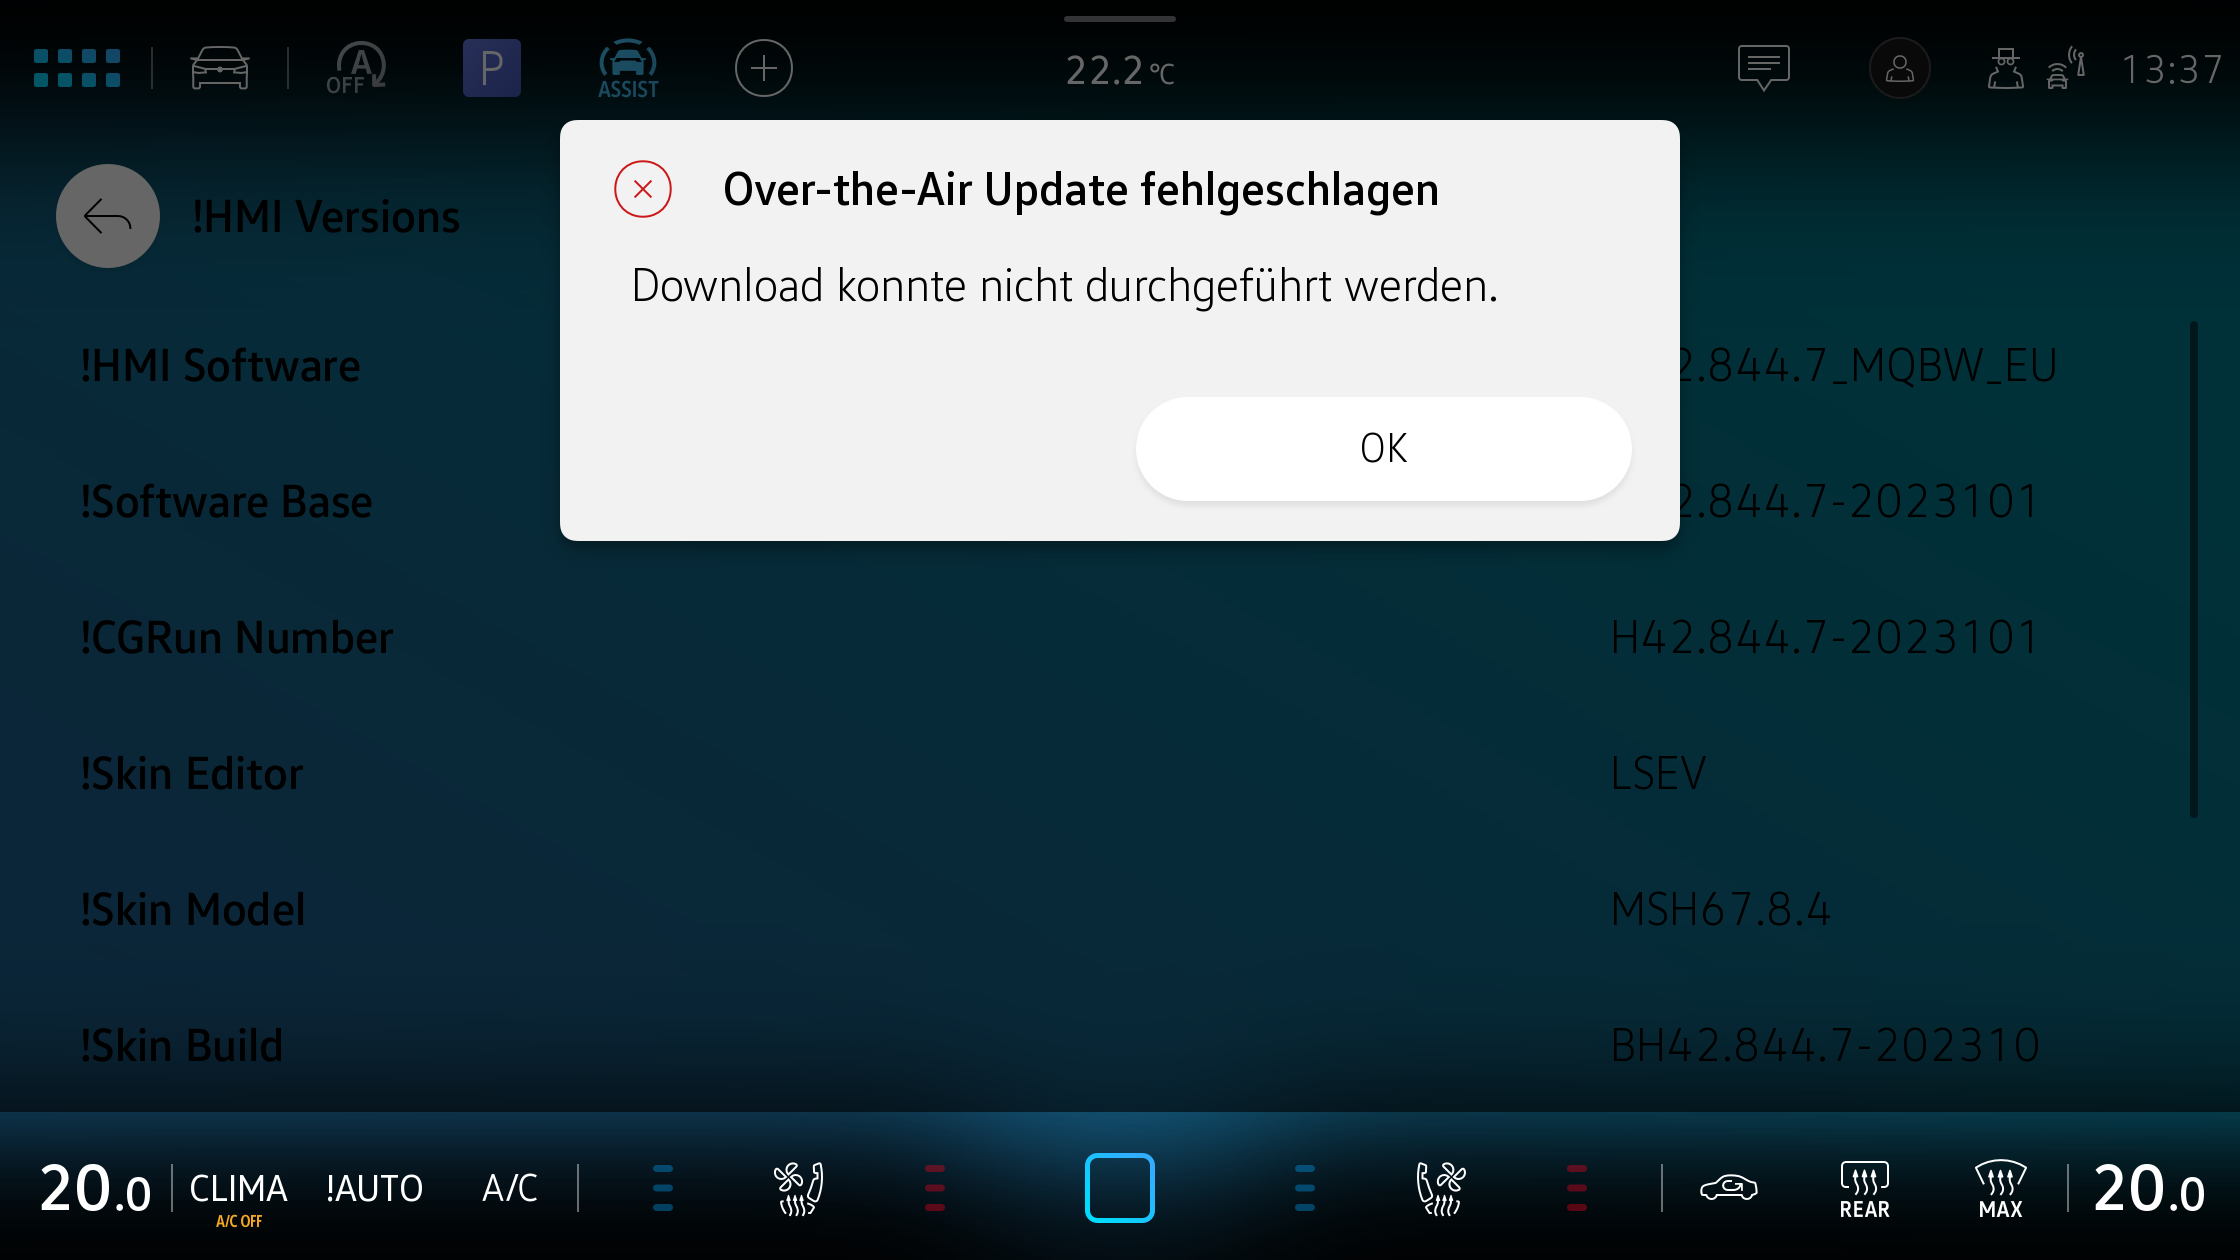 A
OFF
P
ASSIST
22.2 °C
13:37
Over-the-Air Update fehlgeschlagen
Download konnte nicht durchgeführt werden.
OK
!HMI Versions
!HMI Software
2.844.7_MQBW_EU
!Software Base
2.844.7-2023101
!CGRun Number
H42.844.7-2023101
!Skin Editor
LSEV
!Skin Model
MSH67.8.4
!Skin Build
BH42.844.7-202310
20.0
CLIMA
A/C OFF
!AUTO
A/C
REAR
MAX
20.0